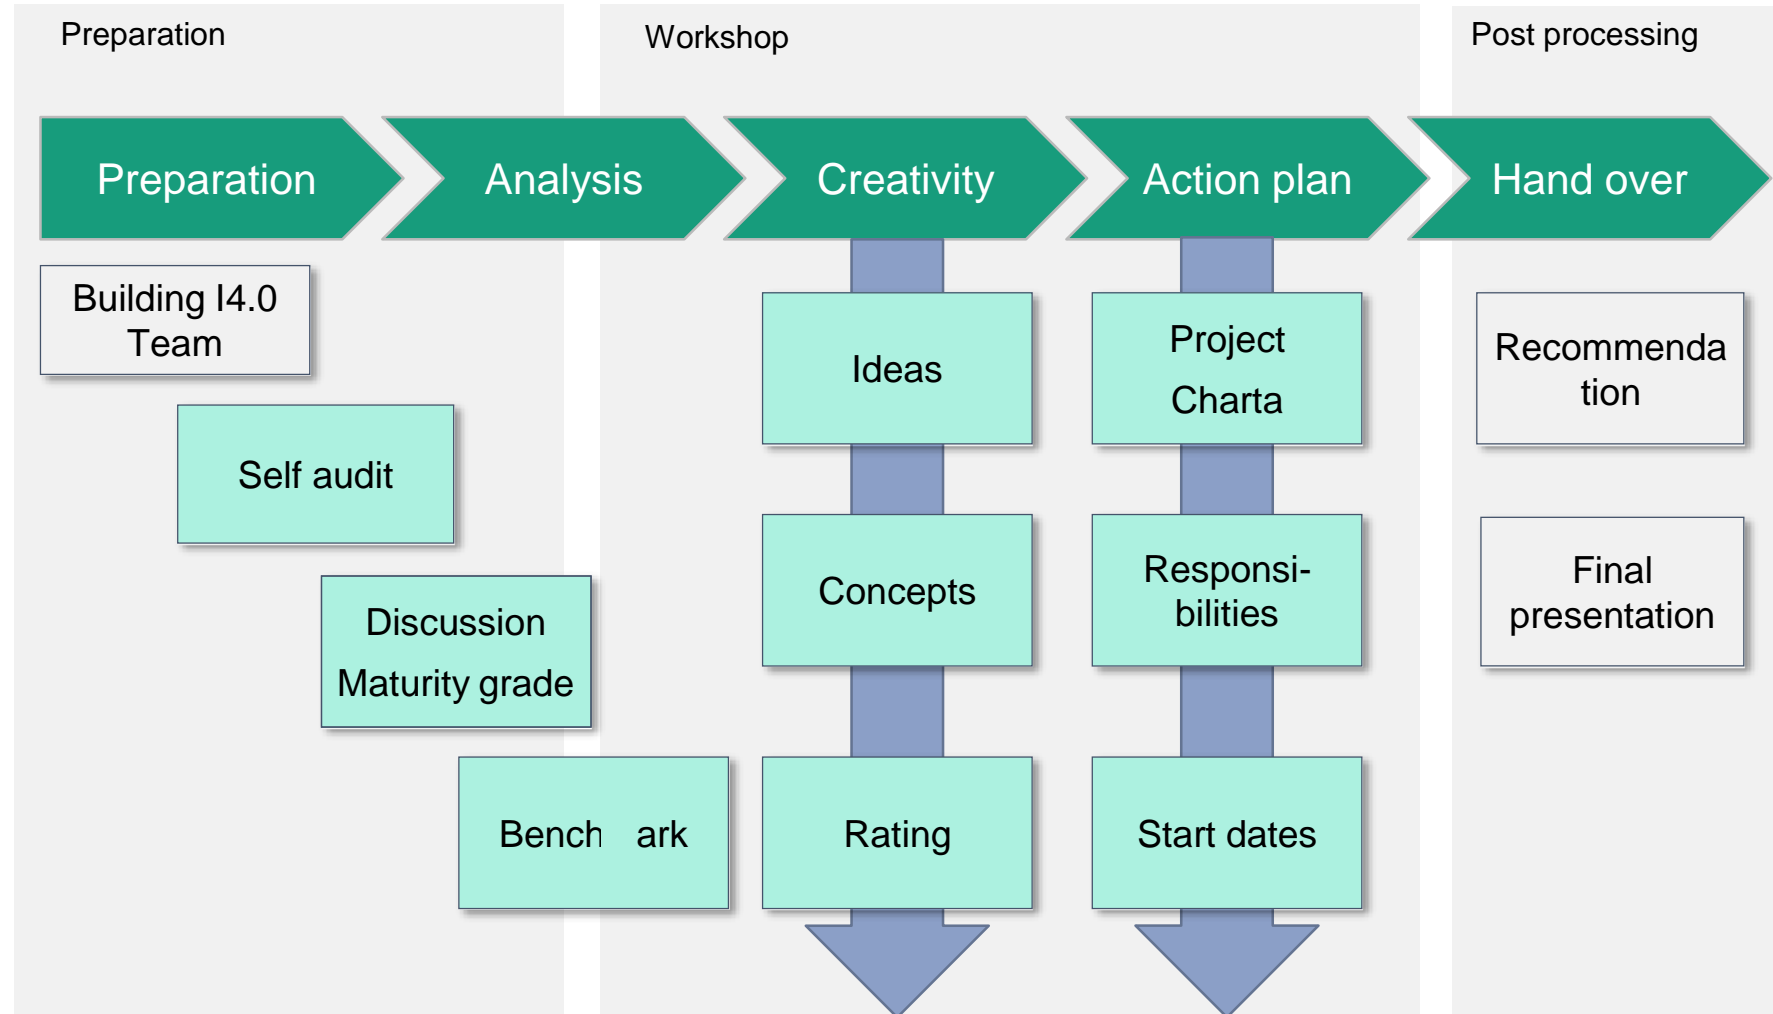 Preparation
Workshop
Post processing
Preparation
Analysis
Creativity
Action plan
Hand over
Building I4.0
Team
Self audit
Discussion
Maturity grade
Bench ark
Ideas
Concepts
Rating
Project
Charta
Responsi-
bilities
Start dates
Recommenda
tion
Final
presentation